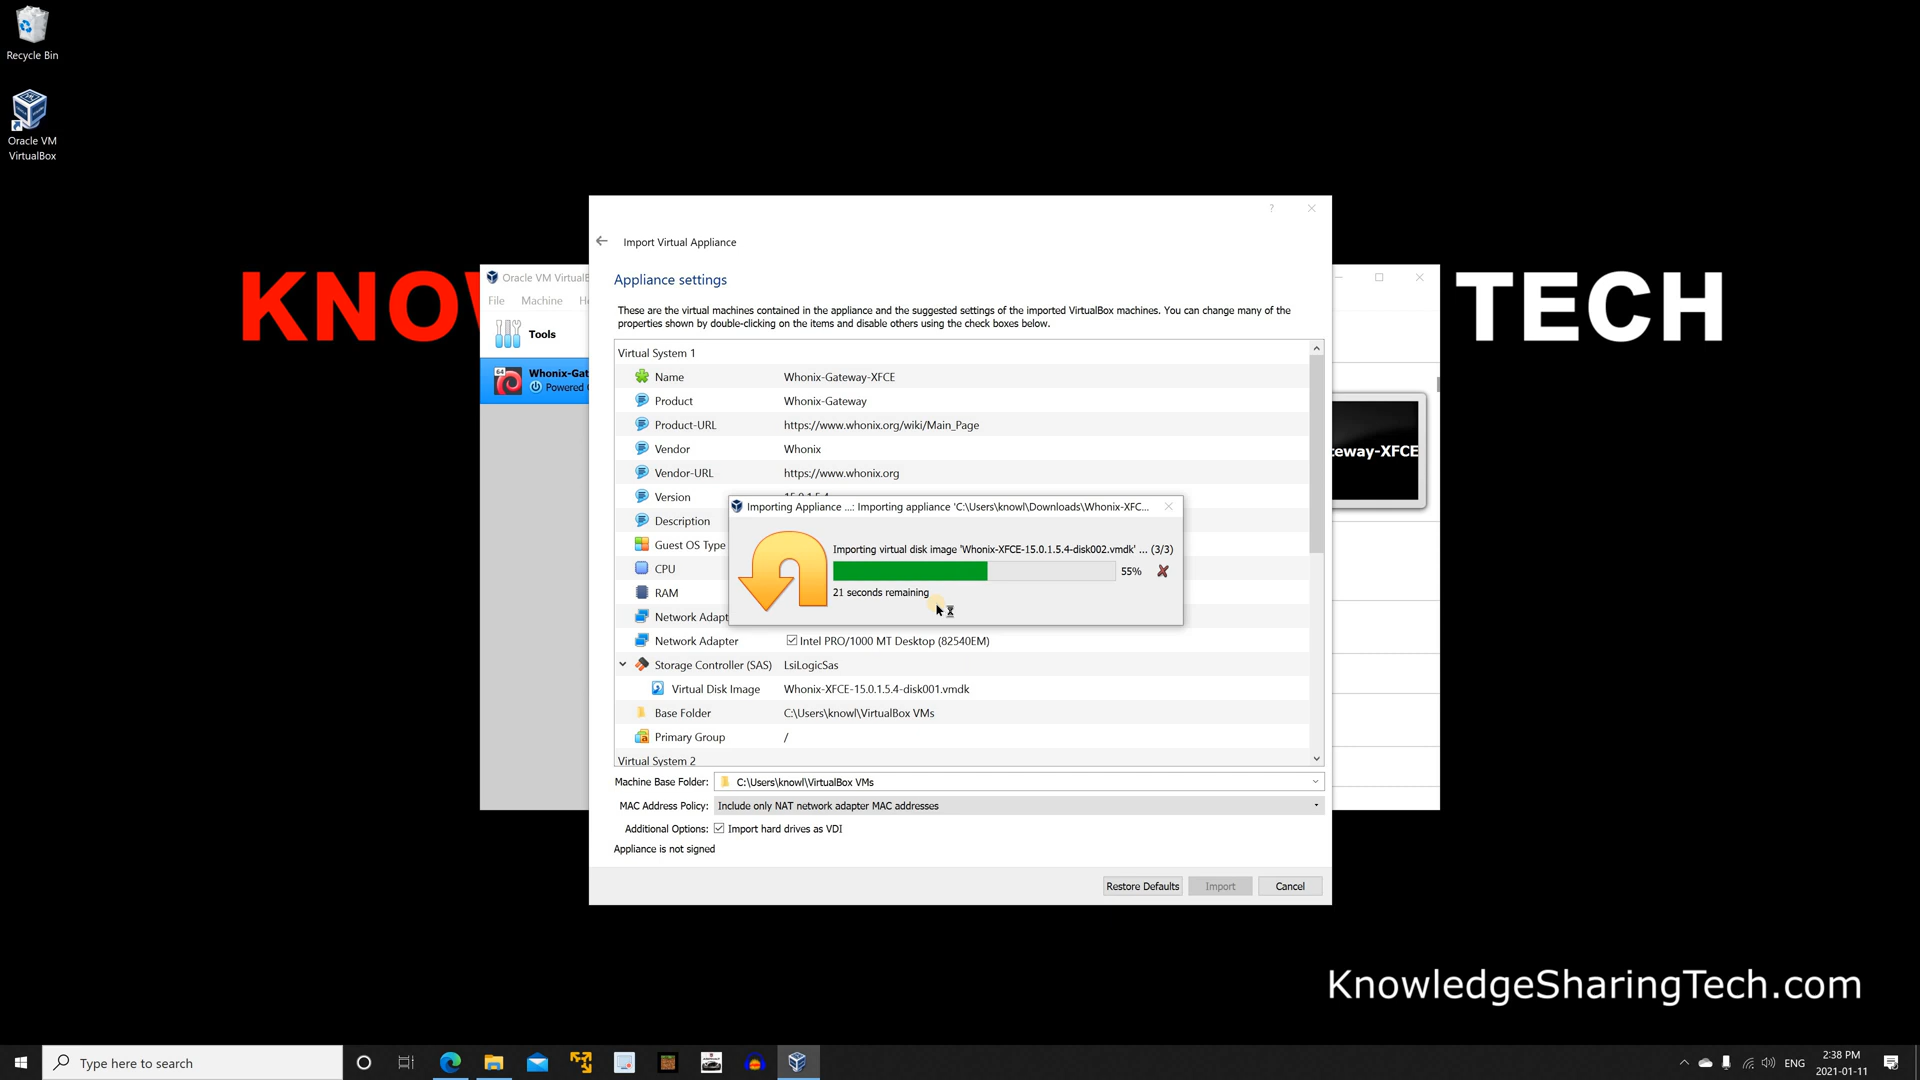 Recycle Bin
Oracle VM
VirtualBox
KNO
TECH
Oracle VM VirtualB
File Machine H
Tools
64
Whonix-Gat
Powered
eway-XFCE
?
Import Virtual Appliance
Appliance settings
These are the virtual machines contained in the appliance and the suggested settings of the imported VirtualBox machines. You can change many of the
properties shown by double-clicking on the items and disable others using the check boxes below.
Virtual System 1
Name Whonix-Gateway-XFCE
Product Whonix-Gateway
Product-URL https://www.whonix.org/wiki/Main_Page
Vendor Whonix
Vendor-URL https://www.whonix.org
Version 15.0.1.5.4
Description
Guest OS Type
CPU
RAM
Network Adapt
Network Adapter Intel PRO/1000 MT Desktop (82540EM)
Storage Controller (SAS) LsiLogicSas
Virtual Disk Image Whonix-XFCE-15.0.1.5.4-disk001.vmdk
Base Folder C:\Users\knowl\VirtualBox VMs
Primary Group /
Virtual System 2
Importing Appliance ...: Importing appliance 'C:\Users\knowl\Downloads\Whonix-XFC...
Importing virtual disk image 'Whonix-XFCE-15.0.1.5.4-disk002.vmdk' ... (3/3)
55%
21 seconds remaining
Machine Base Folder: C:\Users\knowl\VirtualBox VMs
MAC Address Policy: Include only NAT network adapter MAC addresses
Additional Options: Import hard drives as VDI
Appliance is not signed
Restore Defaults Import Cancel
KnowledgeSharingTech.com
Type here to search
ENG
2:38 PM
2021-01-11